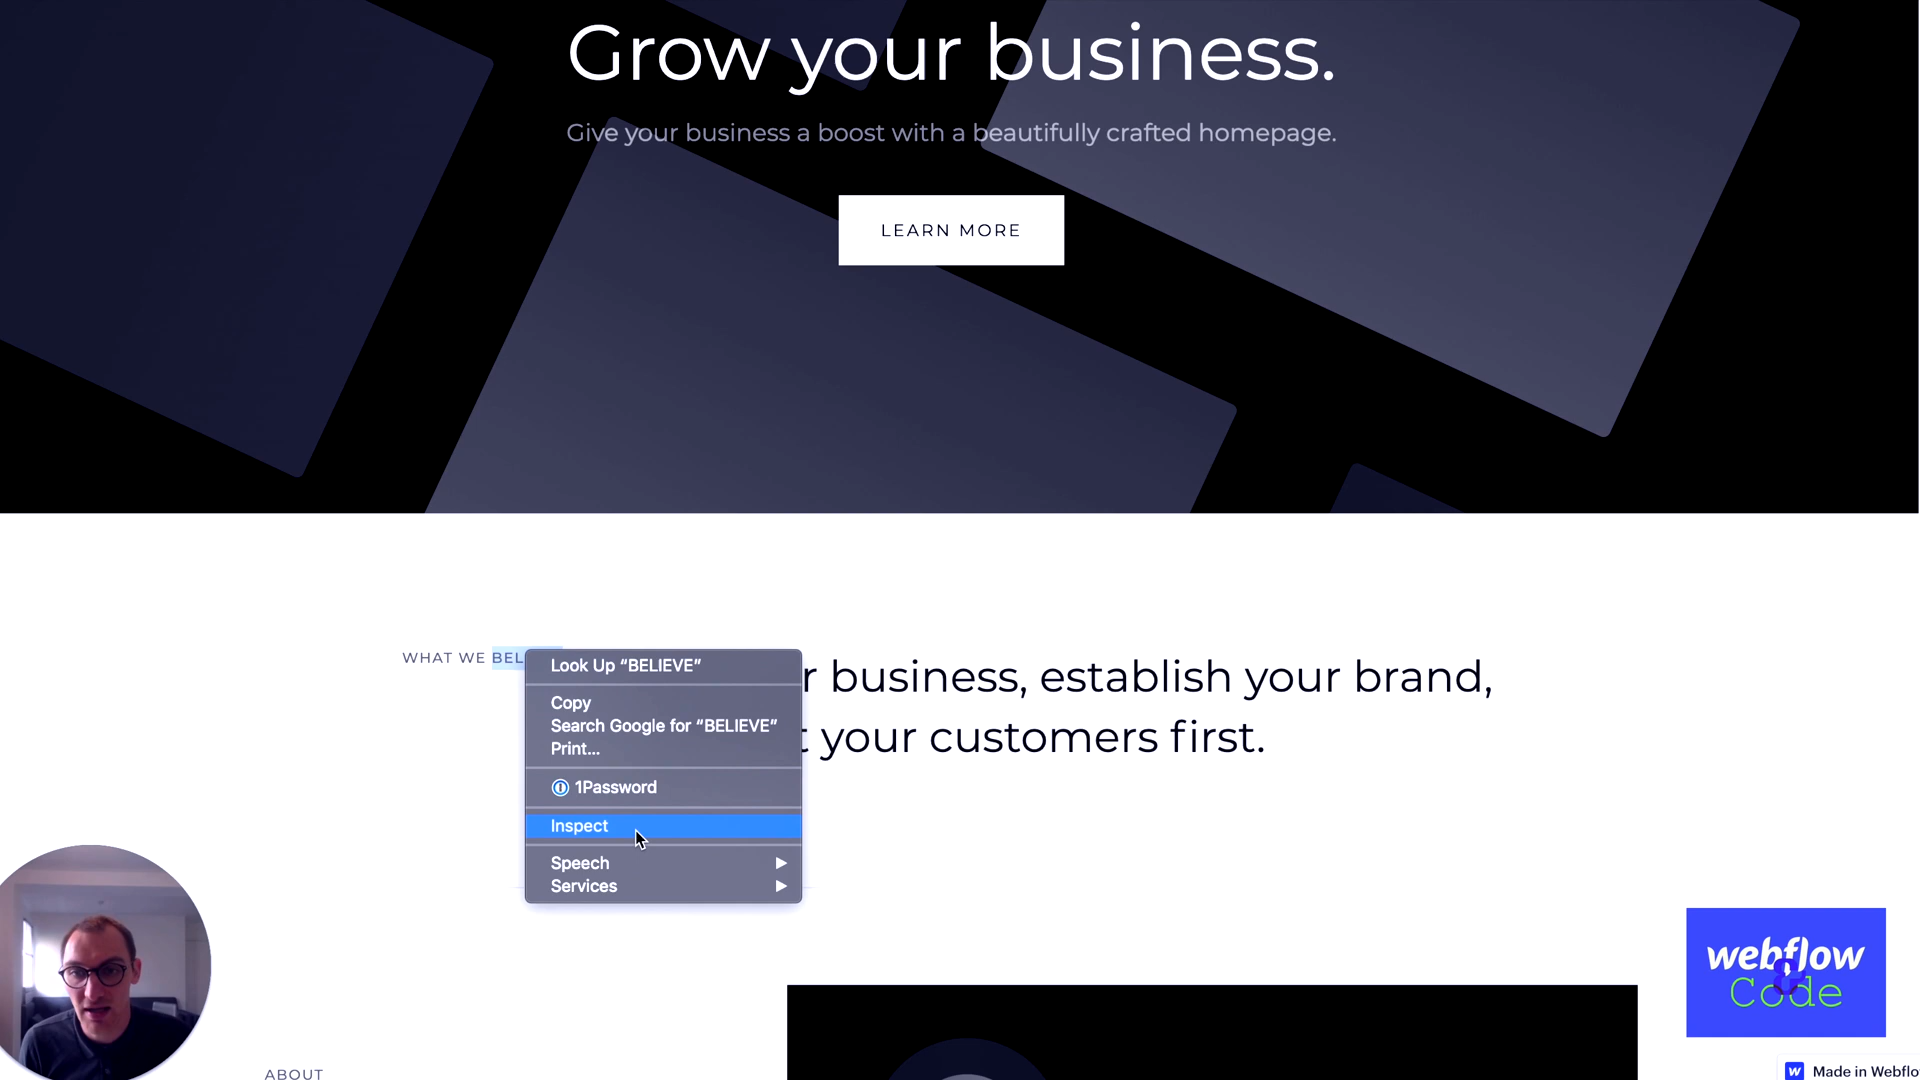 Grow your business.
Give your business a boost with a beautifully crafted homepage.
LEARN MORE
WHAT WE BEL
r business, establish your brand,
t your customers first.
Look Up “BELIEVE”
Copy
Search Google for “BELIEVE”
Print...
1Password
Inspect
Speech
Services
webflow
&
Code
ABOUT
W Made in Webflo